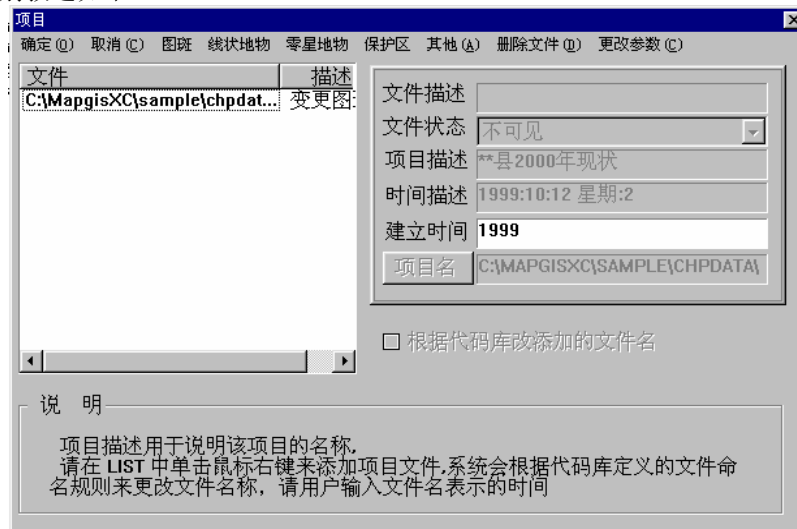 项目
确定(O) 取消(C) 图斑 线状地物 零星地物 保护区 其他(A) 删除文件(D) 更改参数(C)
文件 描述
C:\MapgisXC\sample\chpdat... 变更图
文件描述
文件状态 不可见
项目描述 **县2000年现状
时间描述 1999:10:12 星期:2
建立时间 1999
项目名 C:\MAPGISXC\SAMPLE\CHPDATA\
根据代码库改添加的文件名
说 明
项目描述用于说明该项目的名称,
请在 LIST 中单击鼠标右键来添加项目文件,系统会根据代码库定义的文件命
名规则来更改文件名称，请用户输入文件名表示的时间